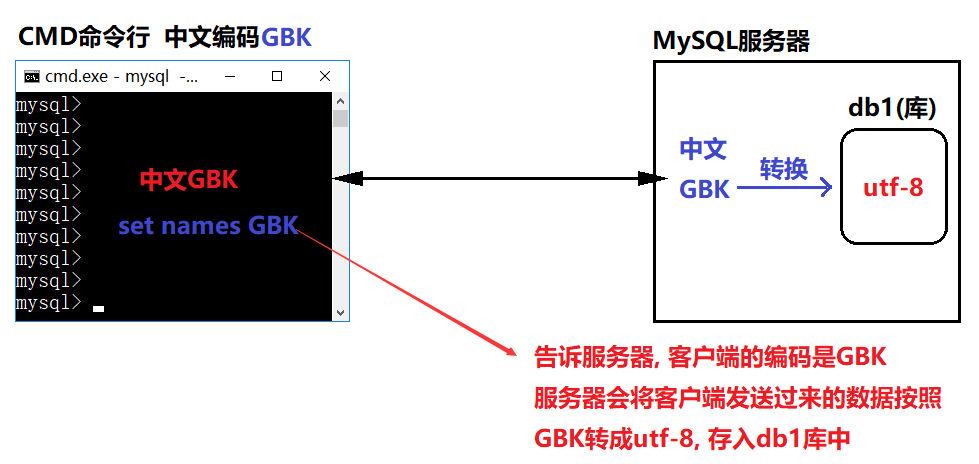 CMD命令行 中文编码GBK
cmd.exe - mysql -...
mysql>
mysql>
mysql>
mysql>
mysql>
mysql>
mysql>
mysql>
mysql>
mysql>
中文GBK
set names GBK
MySQL服务器
db1(库)
中文
GBK
转换
utf-8
告诉服务器, 客户端的编码是GBK
服务器会将客户端发送过来的数据按照
GBK转成utf-8, 存入db1库中